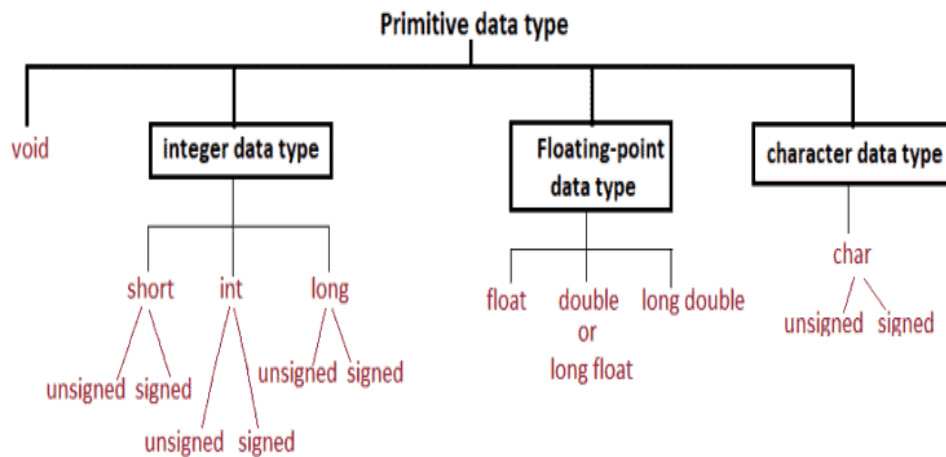 Primitive data type
void
integer data type
Floating-point
data type
character data type
short
int
long
unsigned signed
unsigned signed
unsigned signed
float
double
or
long float
long double
char
unsigned signed